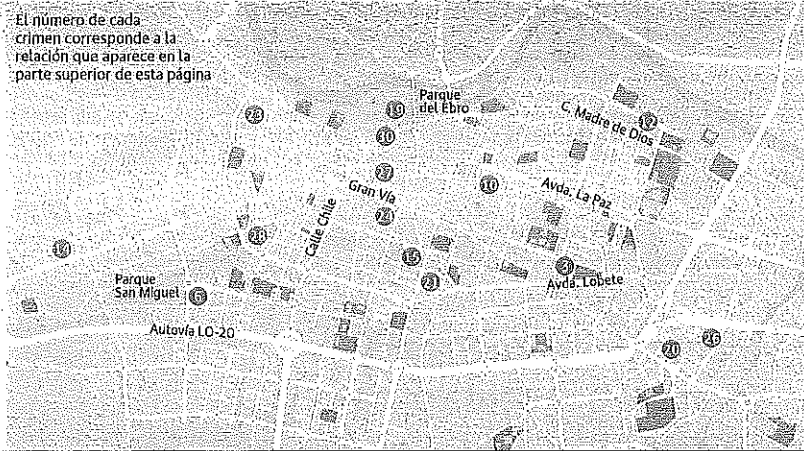 El número de cada
crimen corresponde a la
relación que aparece en la
parte superior de esta página
Parque
del Ebro
19
23
C. Madre de Dios
12
30
27
Gran Vía
10
Avda. La Paz
24
Calle Chile
28
14
15
3
21
Avda. Lobete
Parque
San Miguel
6
Autovía LO-20
20
26